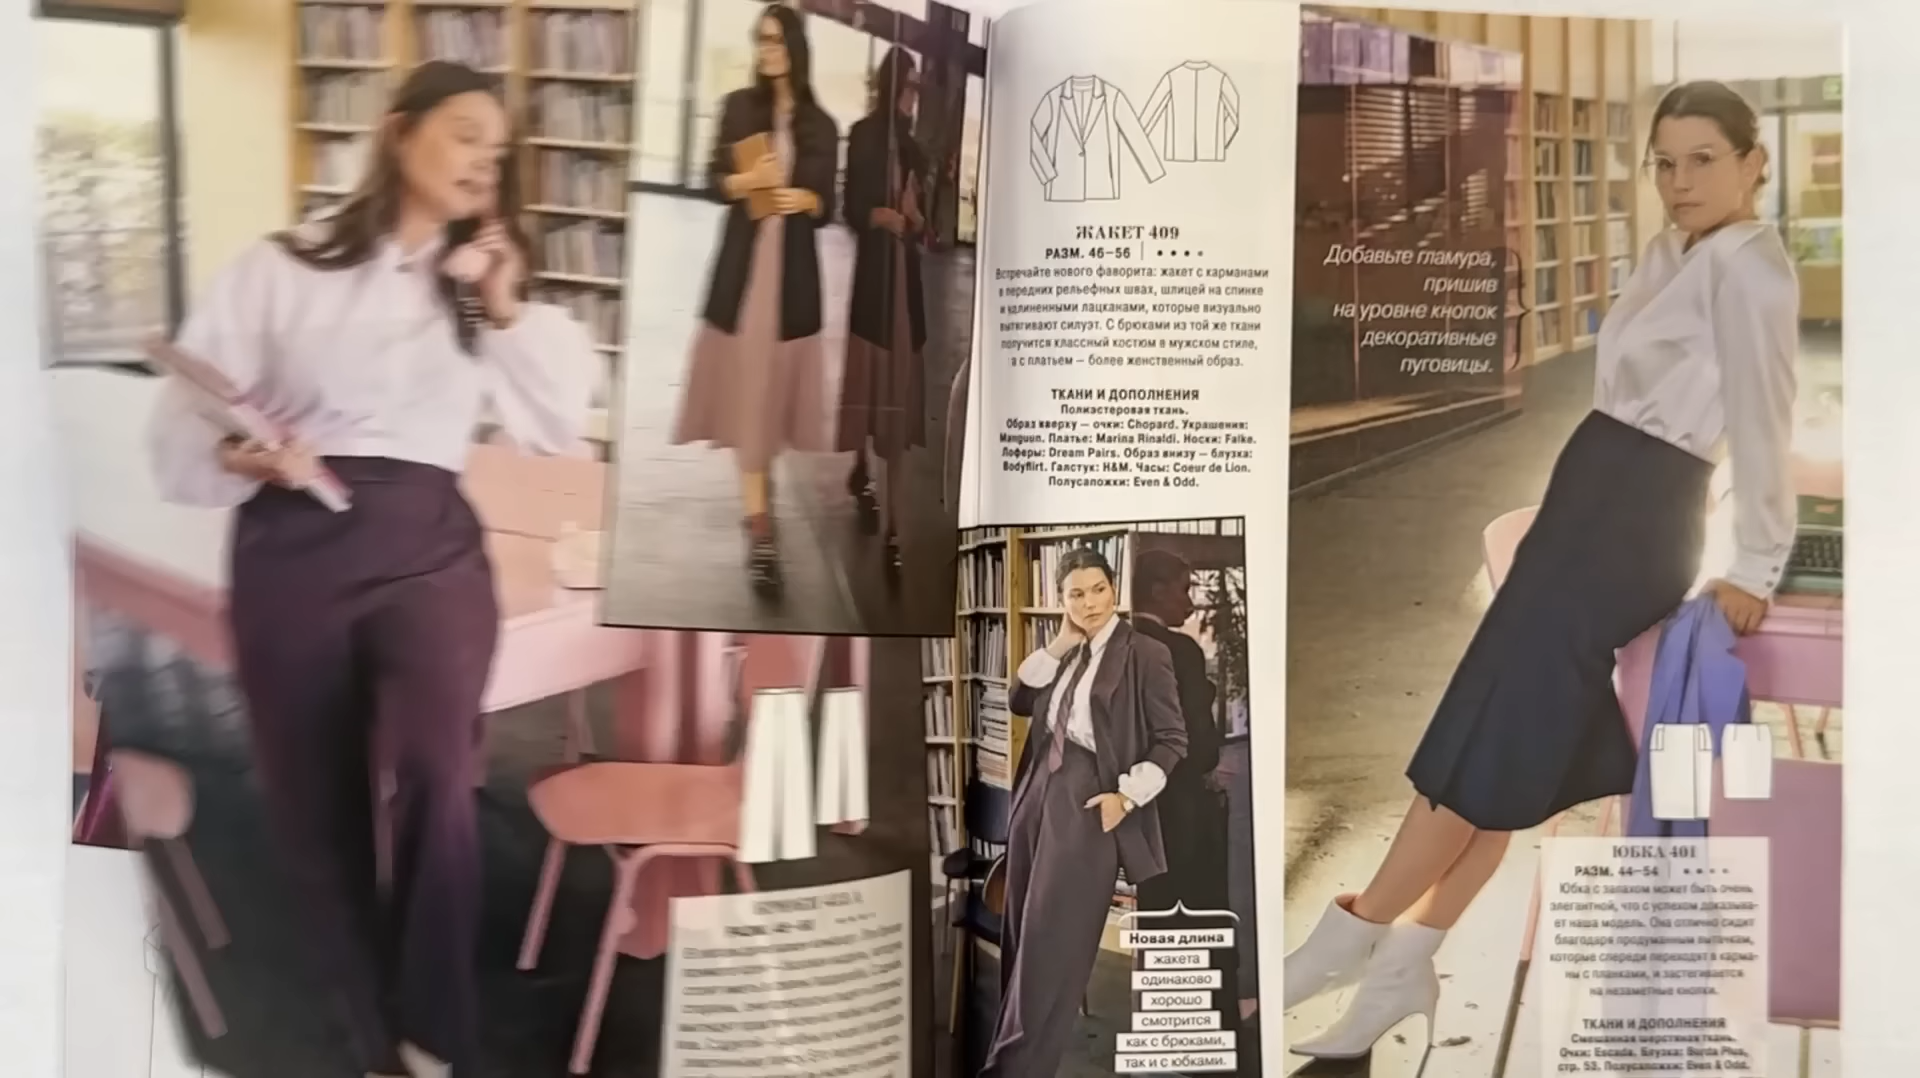 ЖАКЕТ 409
РАЗМ. 46–56
Встречайте нового фаворита: жакет с карманами
в передних рельефных швах, шлицей на спинке
и удлиненными лацканами, которые визуально
вытягивают силуэт. С брюками из той же ткани
получится классный костюм в мужском стиле,
а с платьем — более женственный образ.
ТКАНИ И ДОПОЛНЕНИЯ
Полиэстеровая ткань.
Образ вверху — очки: Chopard. Украшения:
Manguun. Платье: Marina Rinaldi. Носки: Falke.
Лоферы: Dream Pairs. Образ внизу — блузка:
Bodyflirt. Галстук: H&M. Часы: Coeur de Lion.
Полусапожки: Even & Odd.
Новая длина
жакета
одинаково
хорошо
смотрится
как с брюками,
так и с юбками.
Добавьте гламура,
пришив
на уровне кнопок
декоративные
пуговицы.
ЮБКА 401
РАЗМ. 44–54
Юбка с запахом может быть очень
элегантной, что с успехом доказыва-
ет наша модель. Она отлично сидит
благодаря продуманным вытачкам,
которые спереди переходят в карма-
ны с планками, и застегивается
на незаметные кнопки.
ТКАНИ И ДОПОЛНЕНИЯ
Смешанная шерстяная ткань.
Очки: Escada. Блузка: Burda Plus,
стр. 53. Полусапожки: Even & Odd.